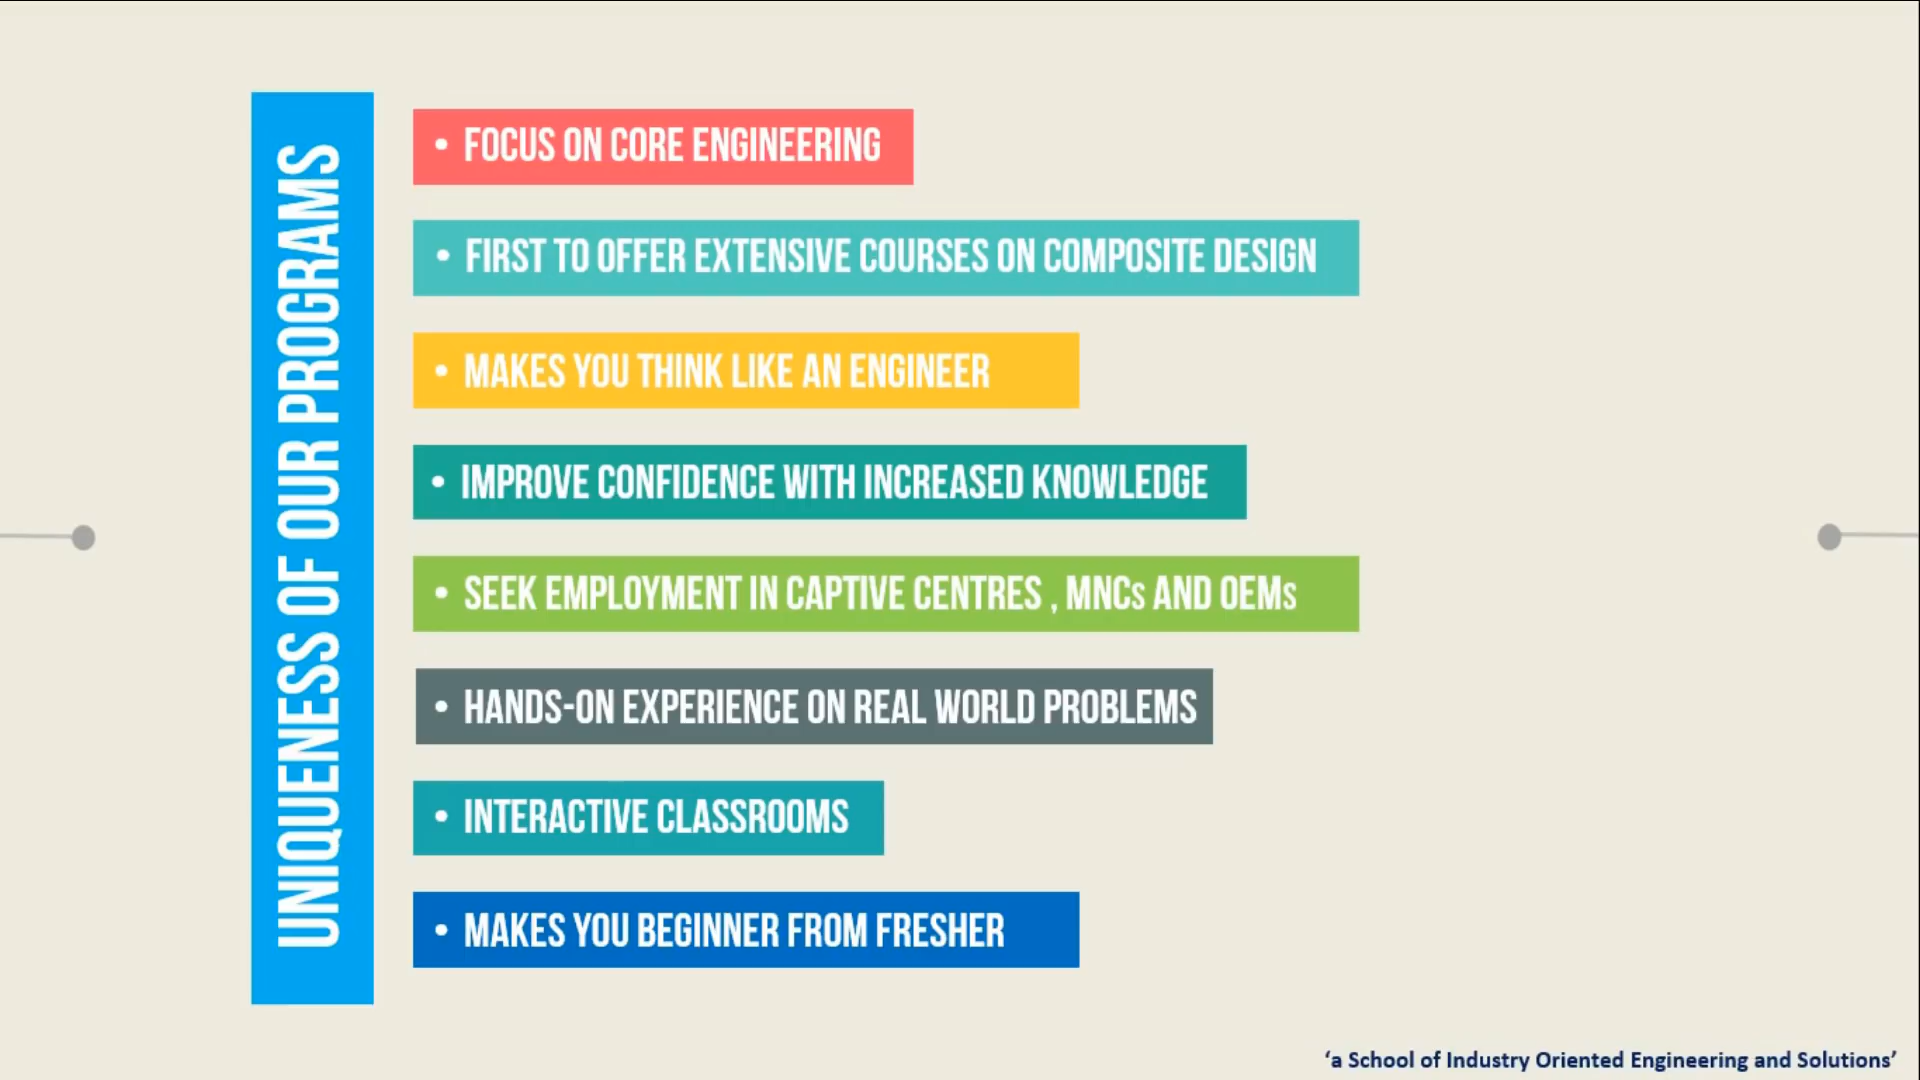 UNIQUENESS OF OUR PROGRAMS
• FOCUS ON CORE ENGINEERING
• FIRST TO OFFER EXTENSIVE COURSES ON COMPOSITE DESIGN
• MAKES YOU THINK LIKE AN ENGINEER
• IMPROVE CONFIDENCE WITH INCREASED KNOWLEDGE
• SEEK EMPLOYMENT IN CAPTIVE CENTRES , MNCs AND OEMs
• HANDS-ON EXPERIENCE ON REAL WORLD PROBLEMS
• INTERACTIVE CLASSROOMS
• MAKES YOU BEGINNER FROM FRESHER
‘a School of Industry Oriented Engineering and Solutions’